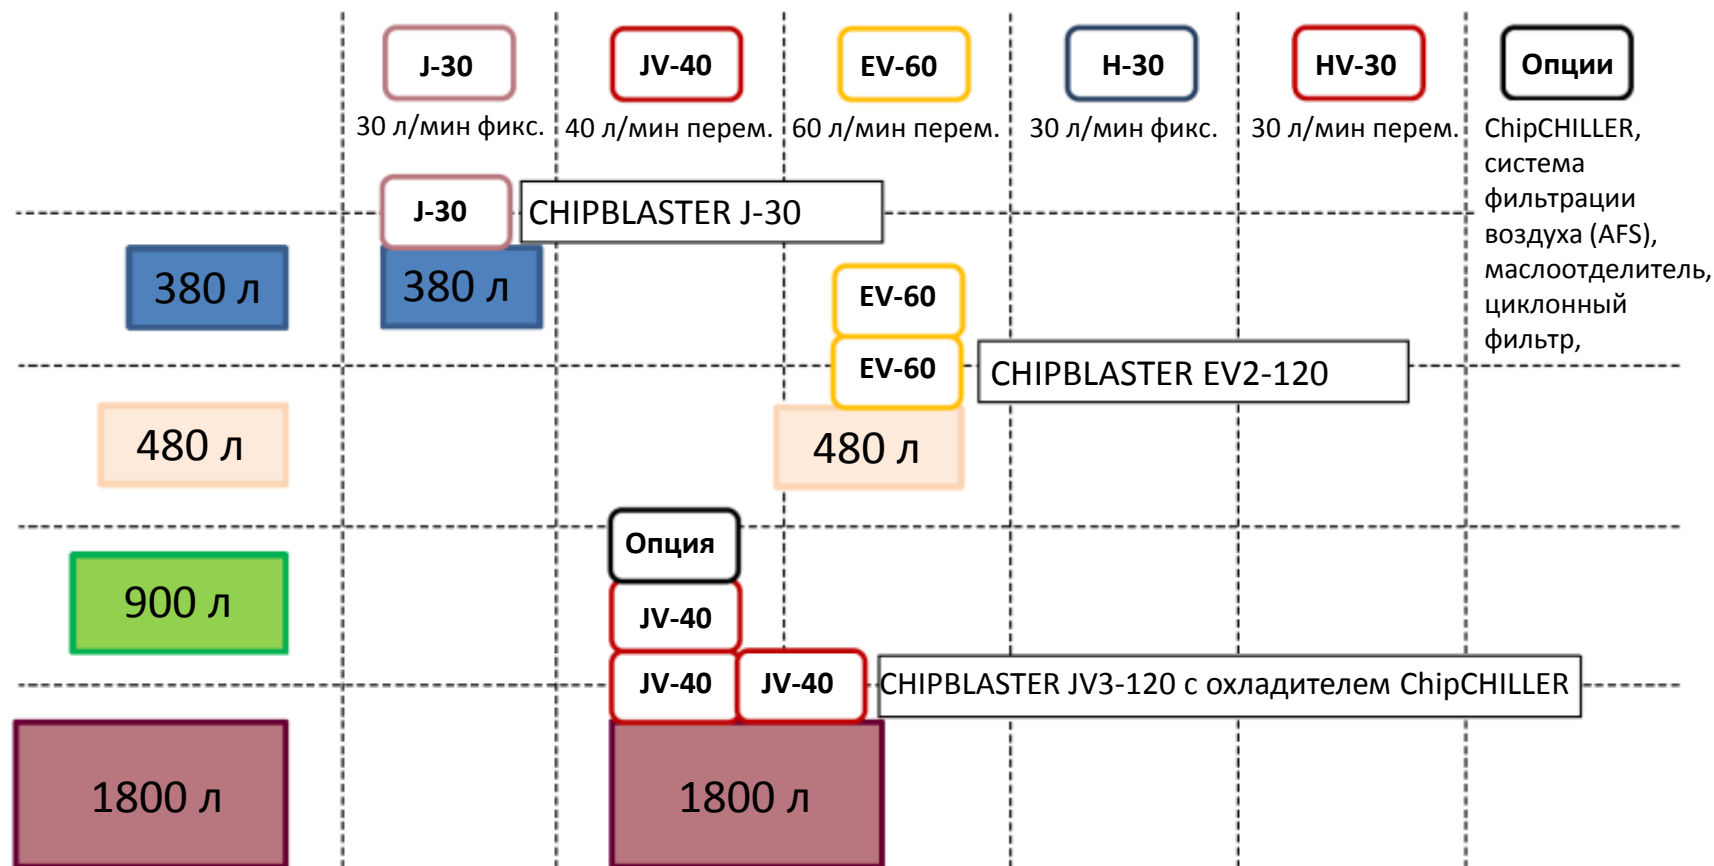 J-30
JV-40
EV-60
H-30
HV-30
Опции
30 л/мин фикс.
40 л/мин перем.
60 л/мин перем.
30 л/мин фикс.
30 л/мин перем.
ChipCHILLER,
система
фильтрации
воздуха (AFS),
маслоотделитель,
циклонный
фильтр,
J-30
CHIPBLASTER J-30
380 л
380 л
EV-60
EV-60
CHIPBLASTER EV2-120
480 л
480 л
Опция
900 л
JV-40
JV-40
JV-40
CHIPBLASTER JV3-120 с охладителем ChipCHILLER
1800 л
1800 л